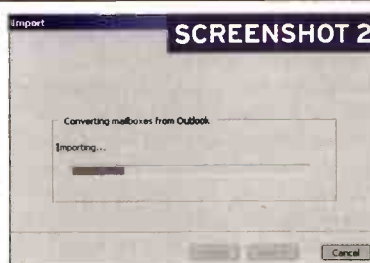 Import
SCREENSHOT 2
Converting mailboxes from Outlook
Importing...
Cancel